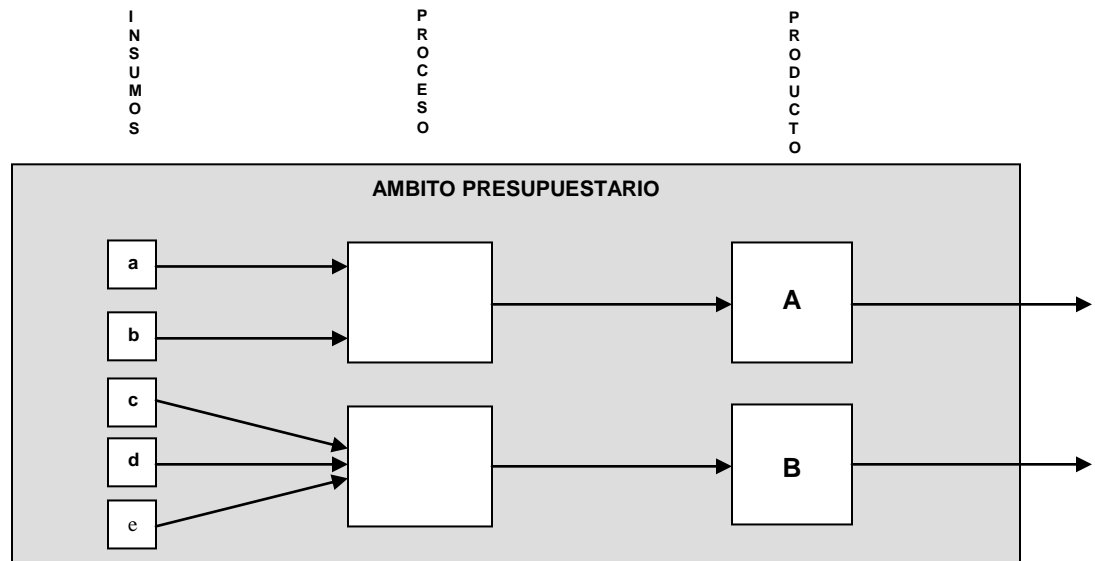 INSUMOS
PROCESO
PRODUCTO
AMBITO PRESUPUESTARIO
a
A
b
c
d
B
e